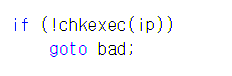 if (!chkexec(ip))
    goto bad;